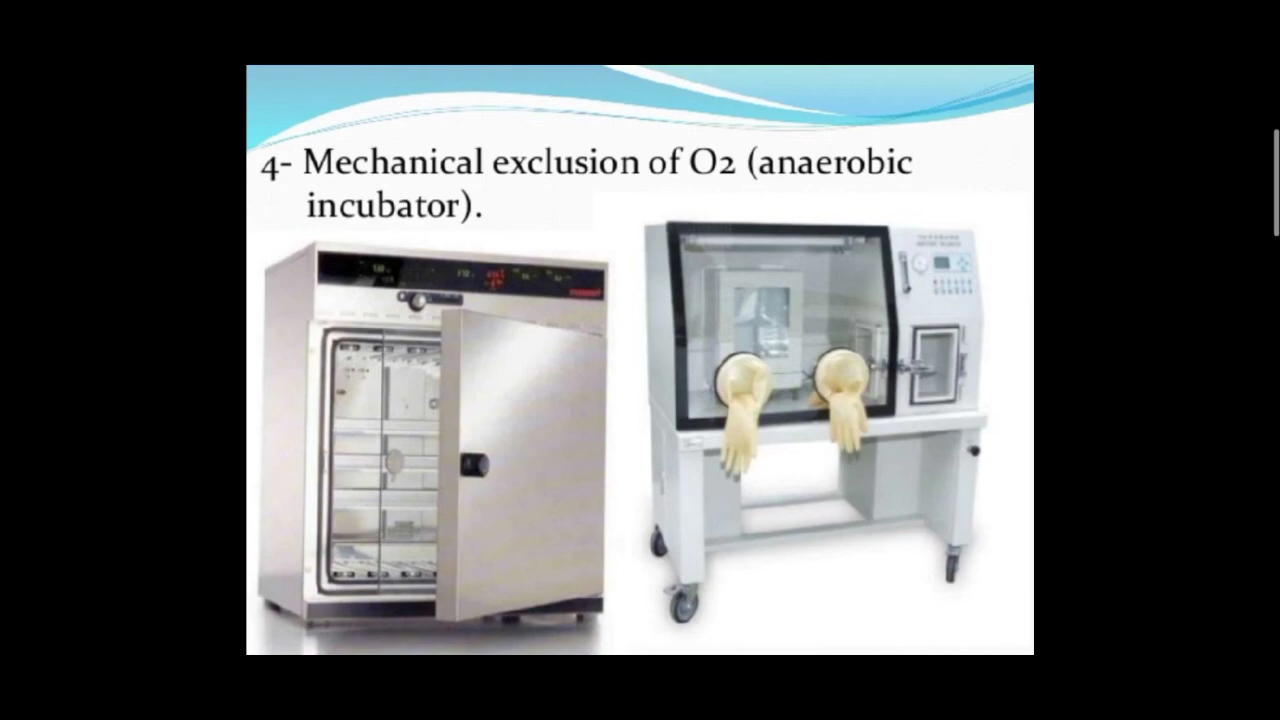 4- Mechanical exclusion of O2 (anaerobic
incubator).